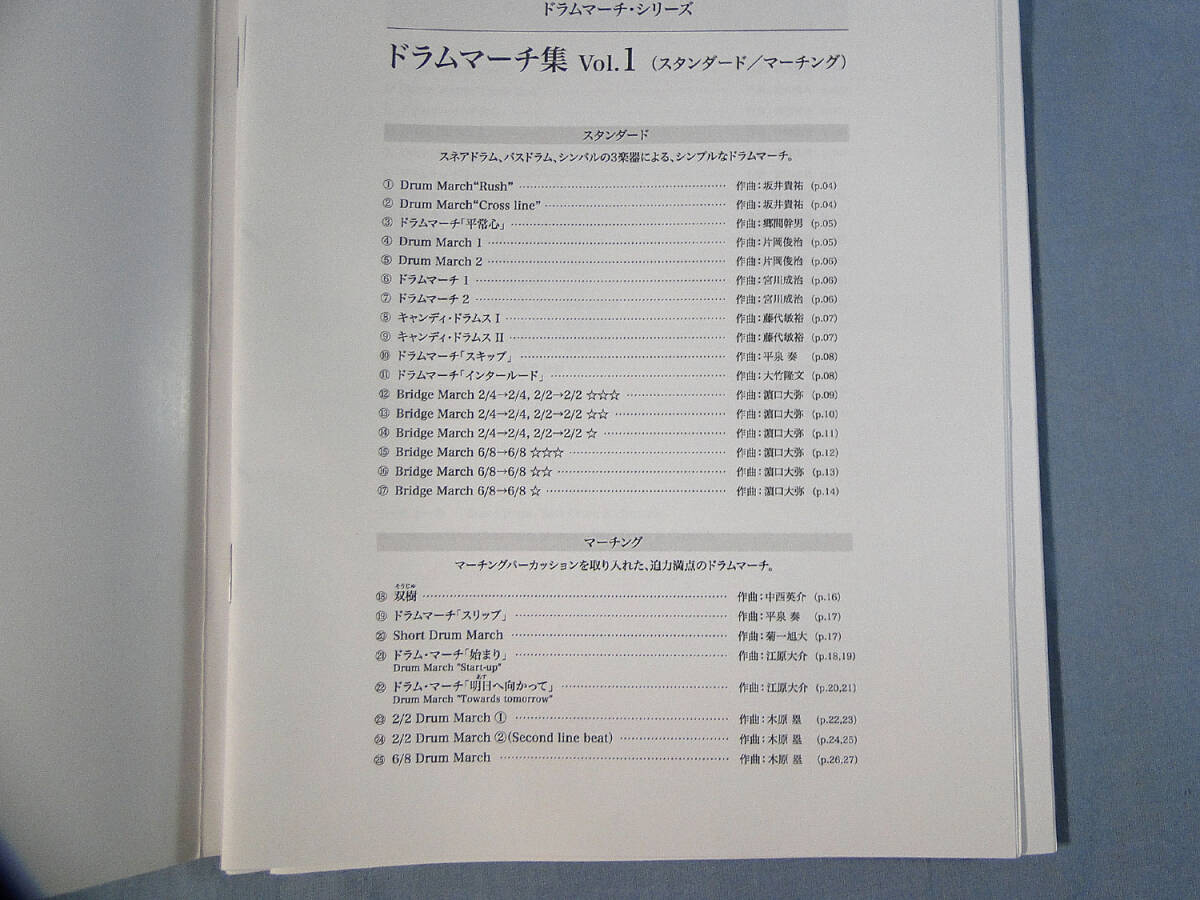 ドラムマーチ・シリーズ
ドラムマーチ集 Vol.1 (スタンダード/マーチング)
スタンダード
スネアドラム、バスドラム、シンバルの3楽器による、シンプルなドラムマーチ。
① Drum March“Rush” 作曲:坂井貴祐 (p.04)
② Drum March“Cross line” 作曲:坂井貴祐 (p.04)
③ ドラムマーチ「平常心」 作曲:郷間幹男 (p.05)
④ Drum March 1 作曲:片岡俊治 (p.05)
⑤ Drum March 2 作曲:片岡俊治 (p.06)
⑥ ドラムマーチ 1 作曲:宮川成治 (p.06)
⑦ ドラムマーチ 2 作曲:宮川成治 (p.06)
⑧ キャンディ・ドラムス I 作曲:藤代敏裕 (p.07)
⑨ キャンディ・ドラムス II 作曲:藤代敏裕 (p.07)
⑩ ドラムマーチ「スキップ」 作曲:平泉 奏 (p.08)
⑪ ドラムマーチ「インタールード」 作曲:大竹隆文 (p.08)
⑫ Bridge March 2/4→2/4, 2/2→2/2 ☆☆☆ 作曲:濵口大弥 (p.09)
⑬ Bridge March 2/4→2/4, 2/2→2/2 ☆☆ 作曲:濵口大弥 (p.10)
⑭ Bridge March 2/4→2/4, 2/2→2/2 ☆ 作曲:濵口大弥 (p.11)
⑮ Bridge March 6/8→6/8 ☆☆☆ 作曲:濵口大弥 (p.12)
⑯ Bridge March 6/8→6/8 ☆☆ 作曲:濵口大弥 (p.13)
⑰ Bridge March 6/8→6/8 ☆ 作曲:濵口大弥 (p.14)
マーチング
マーチングパーカッションを取り入れた、迫力満点のドラムマーチ。
そうじゅ
⑱ 双樹 作曲:中西英介 (p.16)
⑲ ドラムマーチ「スリップ」 作曲:平泉 奏 (p.17)
⑳ Short Drum March 作曲:菊一旭大 (p.17)
㉑ ドラム・マーチ「始まり」 作曲:江原大介 (p.18,19)
Drum March "Start-up"
あす
㉒ ドラム・マーチ「明日へ向かって」 作曲:江原大介 (p.20,21)
Drum March "Towards tomorrow"
㉓ 2/2 Drum March ① 作曲:木原 塁 (p.22,23)
㉔ 2/2 Drum March ②(Second line beat) 作曲:木原 塁 (p.24,25)
㉕ 6/8 Drum March 作曲:木原 塁 (p.26,27)